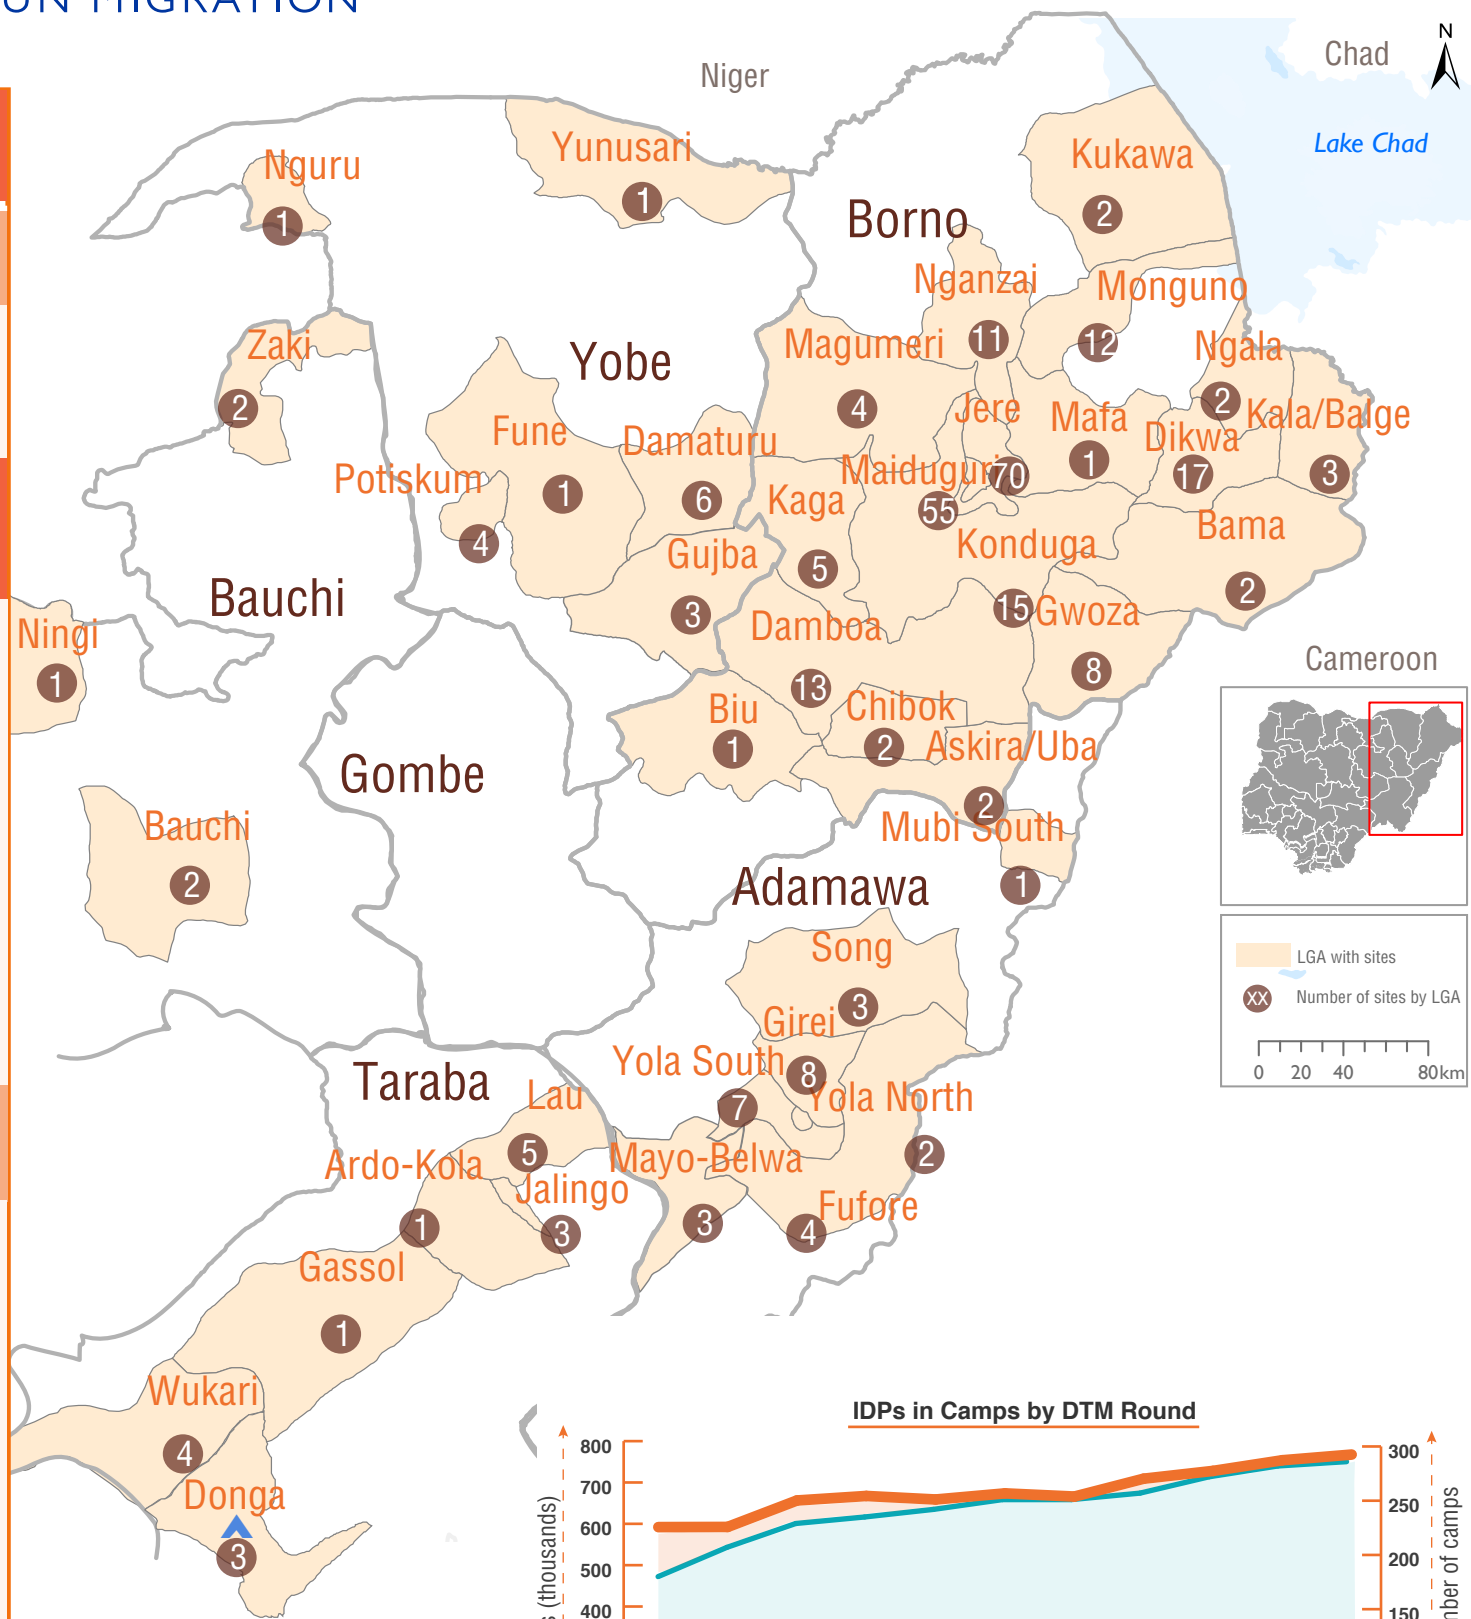 UN MIGRATION
N
Chad
Niger
Lake Chad
Yunusari
1
Kukawa
2
Nguru
1
Borno
Nganzai
11
Monguno
12
Zaki
2
Yobe
Magumeri
4
Ngala
2
Jere
70
Mafa
1
Dikwa
17
Kala/Balge
3
Fune
1
Damaturu
6
Potiskum
4
Maiduguri
55
Kaga
5
Konduga
15
Bama
2
Gujba
3
Bauchi
Ningi
1
Damboa
13
Gwoza
8
Cameroon
Biu
1
Chibok
2
Askira/Uba
2
Gombe
Mubi South
1
Bauchi
2
Adamawa
Song
3
LGA with sites
XX Number of sites by LGA
0 20 40 80km
Girei
8
Yola South
7
Yola North
2
Taraba
Lau
5
Ardo-Kola
1
Jalingo
3
Mayo-Belwa
3
Fufore
4
Gassol
1
Wukari
4
Donga
3
IDPs in Camps by DTM Round
800
700
600
500
400
(thousands)
300
250
200
150
of camps